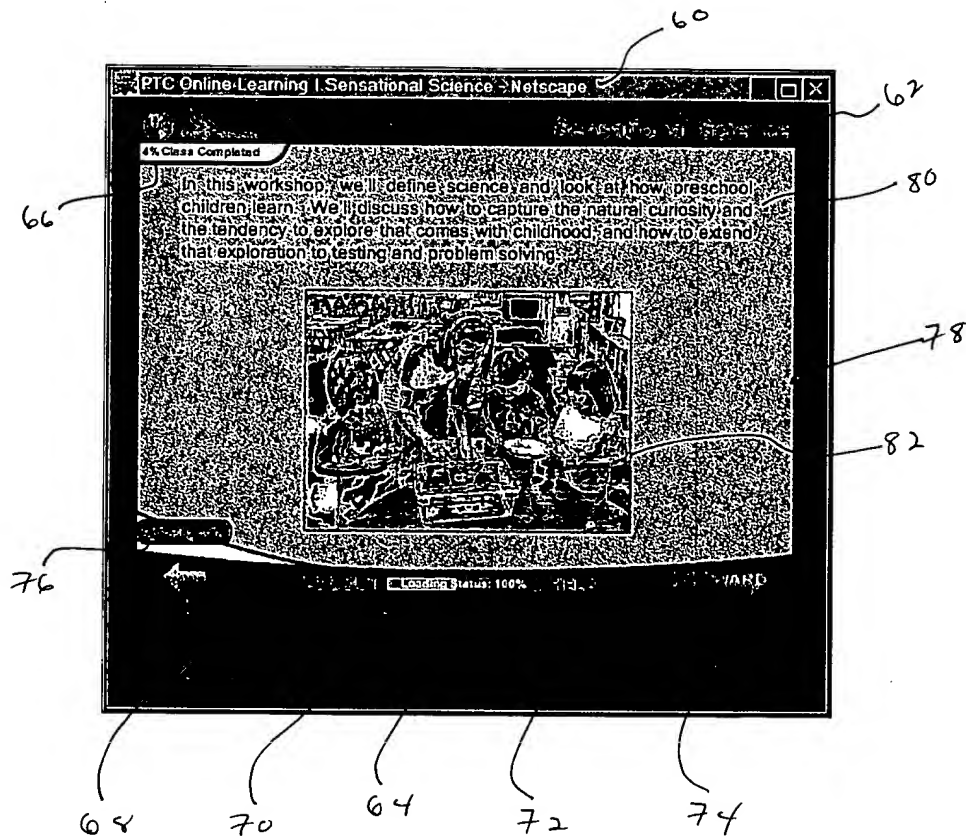 60
PTC Online Learning | Sensational Science - Netscape
62
Sensational Science
4% Class Completed
66
80
In this workshop, we'll define science and look at how preschool
children learn. We'll discuss how to capture the natural curiosity and
the tendency to explore that comes with childhood, and how to extend
that exploration to testing and problem solving.
78
82
76
Loading Status: 100%
68
70
64
72
74